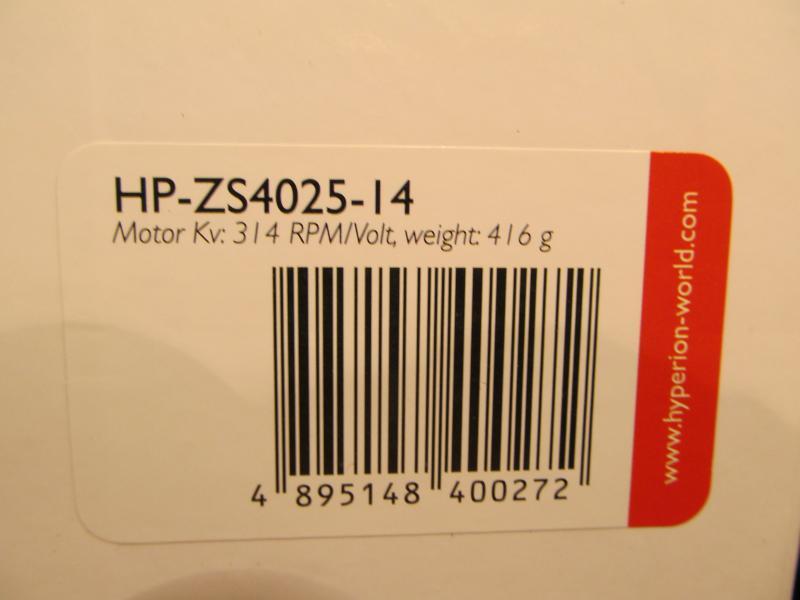 HP-ZS4025-14
Motor Kv: 314 RPM/Volt, weight: 416 g
4 895148 400272
www.hyperion-world.com